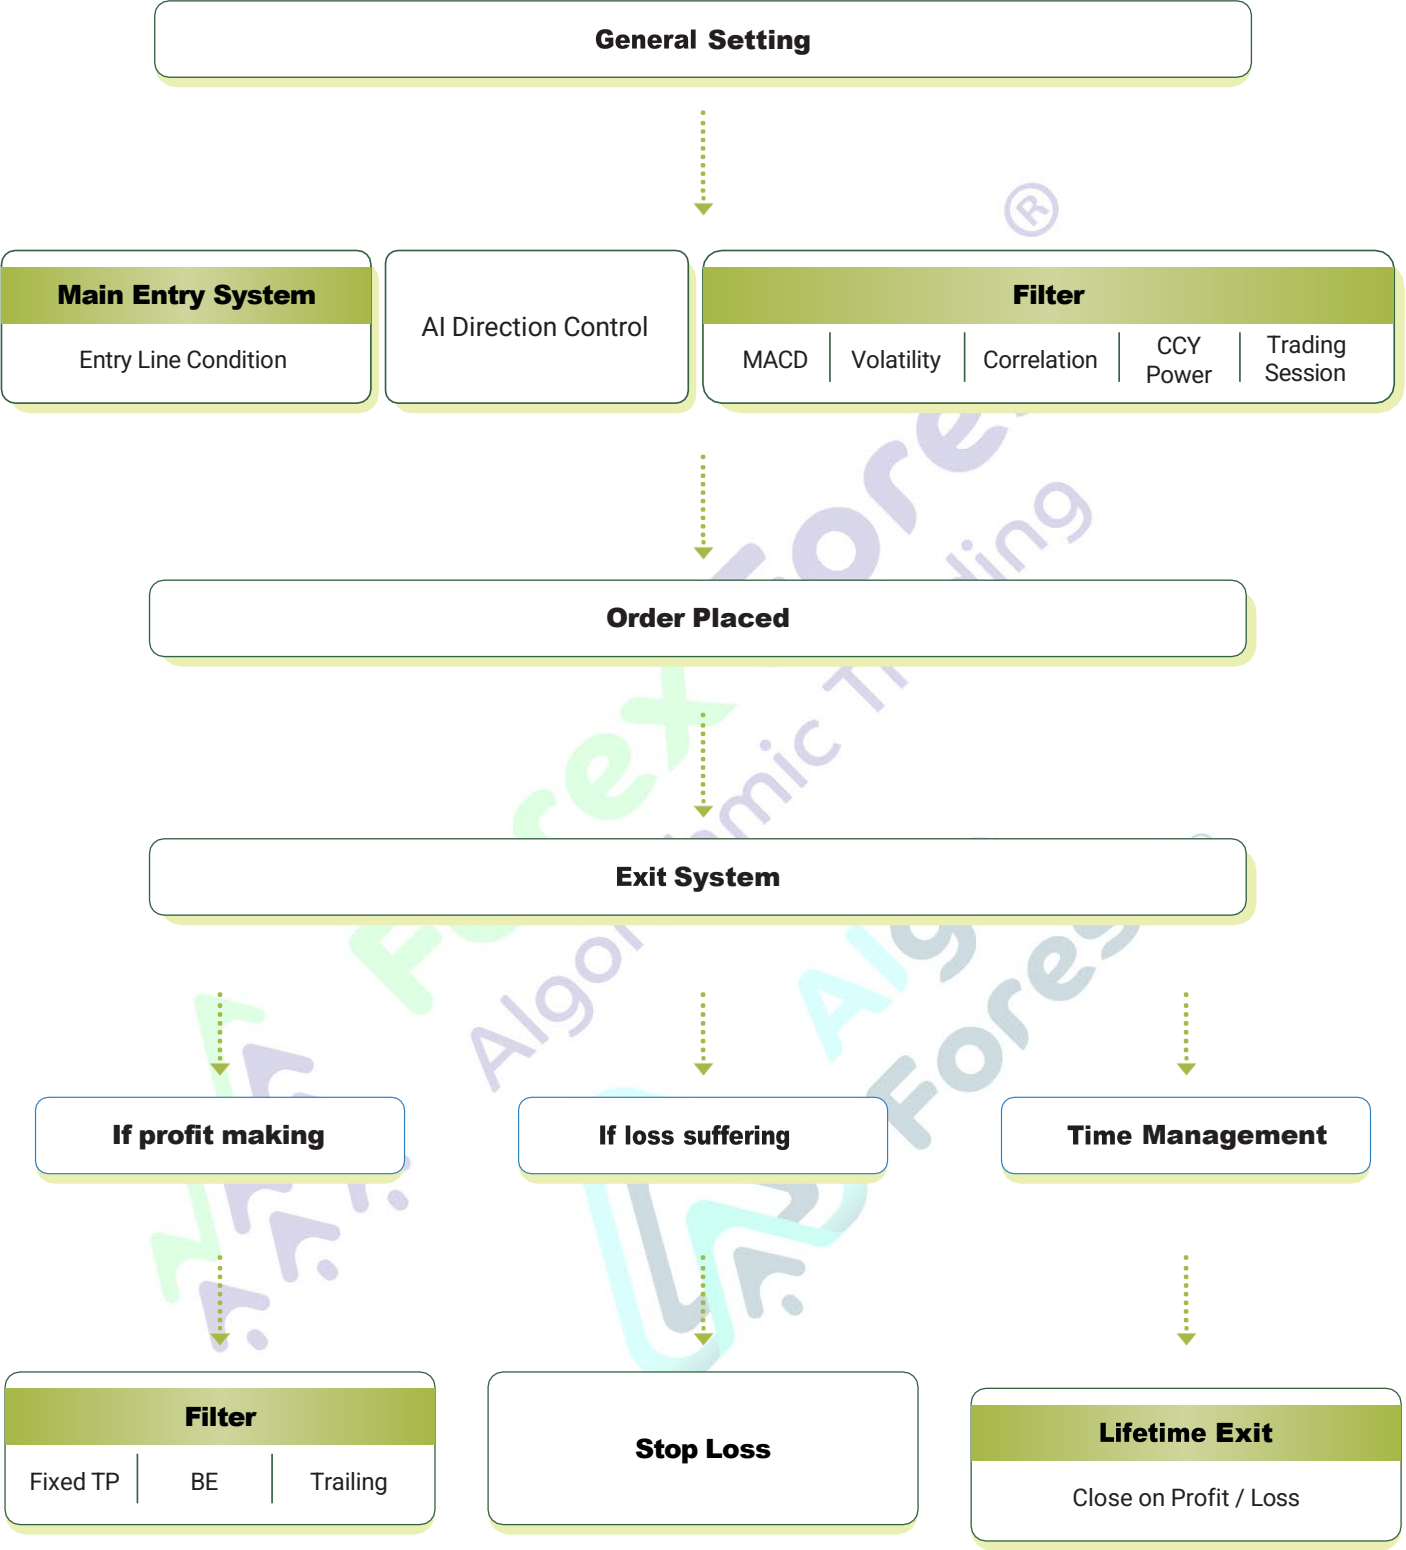 General Setting
®
Main Entry System
Entry Line Condition
AI Direction Control
Filter
MACD
Volatility
Correlation
CCY
Power
Trading
Session
Order Placed
Exit System
If profit making
If loss suffering
Time Management
Filter
Fixed TP
BE
Trailing
Stop Loss
Lifetime Exit
Close on Profit / Loss